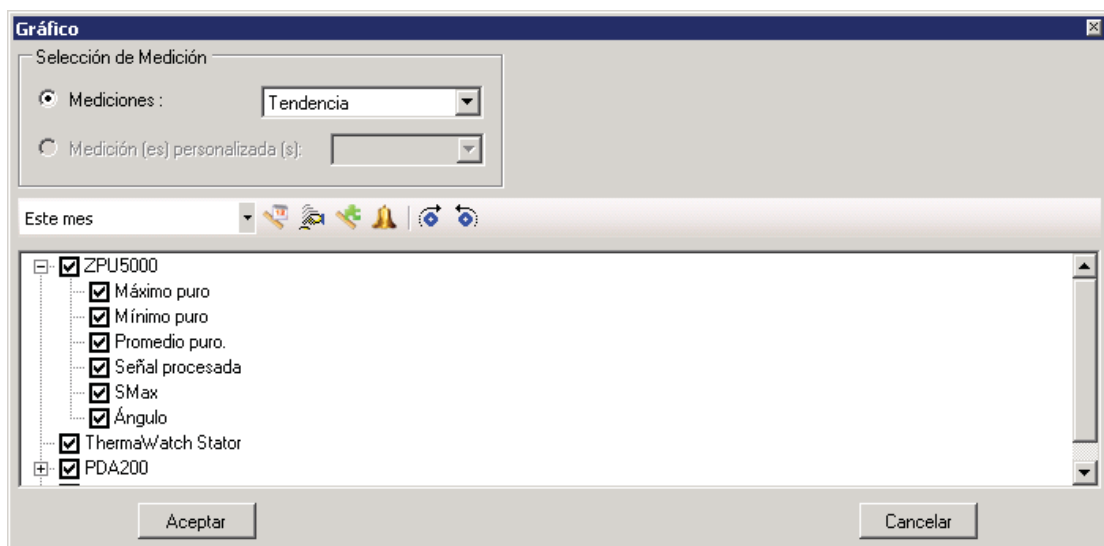 Gráfico
Selección de Medición
Mediciones :
Tendencia
Medición (es) personalizada (s):
Este mes
ZPU5000
Máximo puro
Mínimo puro
Promedio puro.
Señal procesada
SMax
Ángulo
ThermaWatch Stator
PDA200
Aceptar
Cancelar